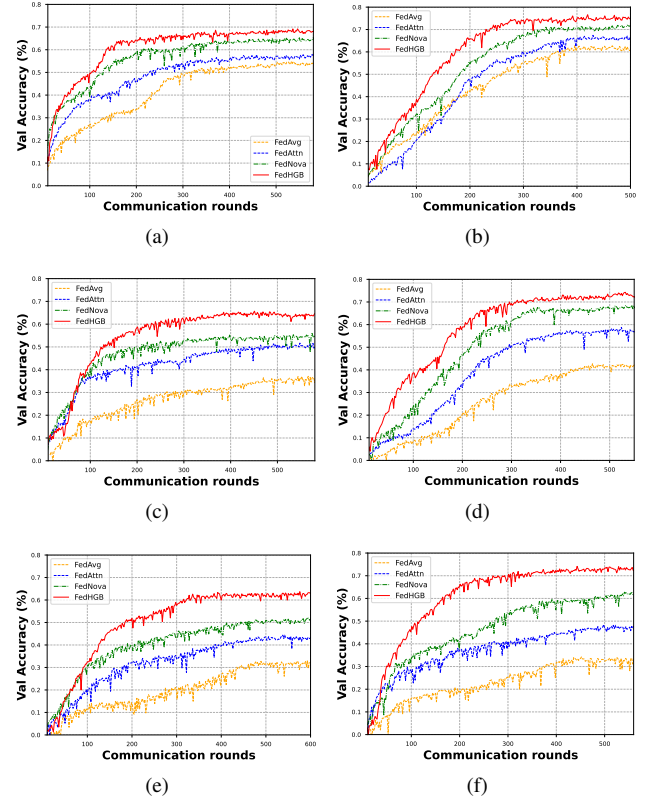 0.8
0.7
0.6
0.5
0.4
0.3
0.2
0.1
0.0
Val Accuracy (%)
FedAvg
FedAttn
FedNova
FedHGB
100 200 300 400 500
Communication rounds
(a)
0.8
0.7
0.6
0.5
0.4
0.3
0.2
0.1
0.0
Val Accuracy (%)
FedAvg
FedAttn
FedNova
FedHGB
100 200 300 400 500
Communication rounds
(b)
0.8
0.7
0.6
0.5
0.4
0.3
0.2
0.1
0.0
Val Accuracy (%)
FedAvg
FedAttn
FedNova
FedHGB
100 200 300 400 500
Communication rounds
(c)
0.8
0.7
0.6
0.5
0.4
0.3
0.2
0.1
0.0
Val Accuracy (%)
FedAvg
FedAttn
FedNova
FedHGB
100 200 300 400 500
Communication rounds
(d)
0.8
0.7
0.6
0.5
0.4
0.3
0.2
0.1
0.0
Val Accuracy (%)
FedAvg
FedAttn
FedNova
FedHGB
100 200 300 400 500 600
Communication rounds
(e)
0.8
0.7
0.6
0.5
0.4
0.3
0.2
0.1
0.0
Val Accuracy (%)
FedAvg
FedAttn
FedNova
FedHGB
100 200 300 400 500
Communication rounds
(f)